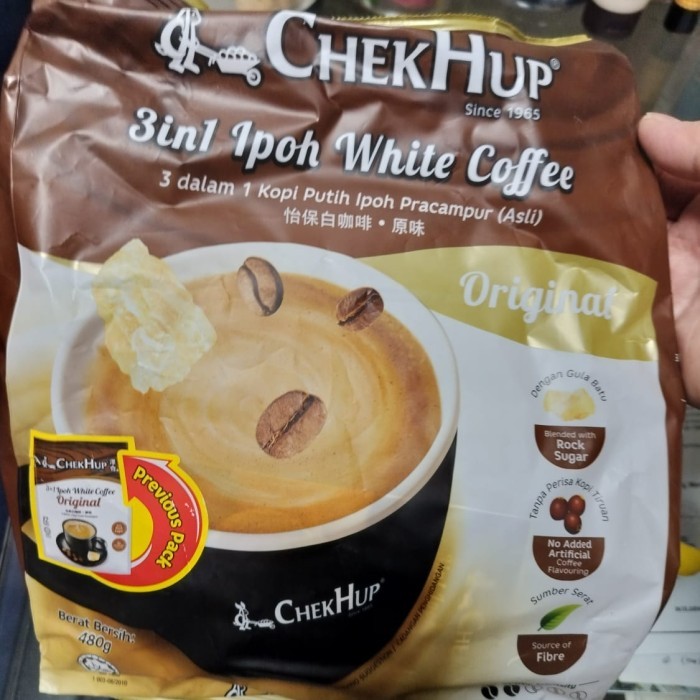 CHEKHUP®
Since 1965
3in1 Ipoh White Coffee
3 dalam 1 Kopi Putih Ipoh Pracampur (Asli)
怡保白咖啡 • 原味
Original
Dengan Gula Batu
Blended with
Rock
Sugar
Tanpa Perisa Kopi Tiruan
No Added
Artificial
Coffee
Flavouring
Sumber Serat
Source of
Fibre
CHEKHUP
3in1 Ipoh White Coffee
Original
Previous Pack
CHEKHUP
Berat Bersih:
480g